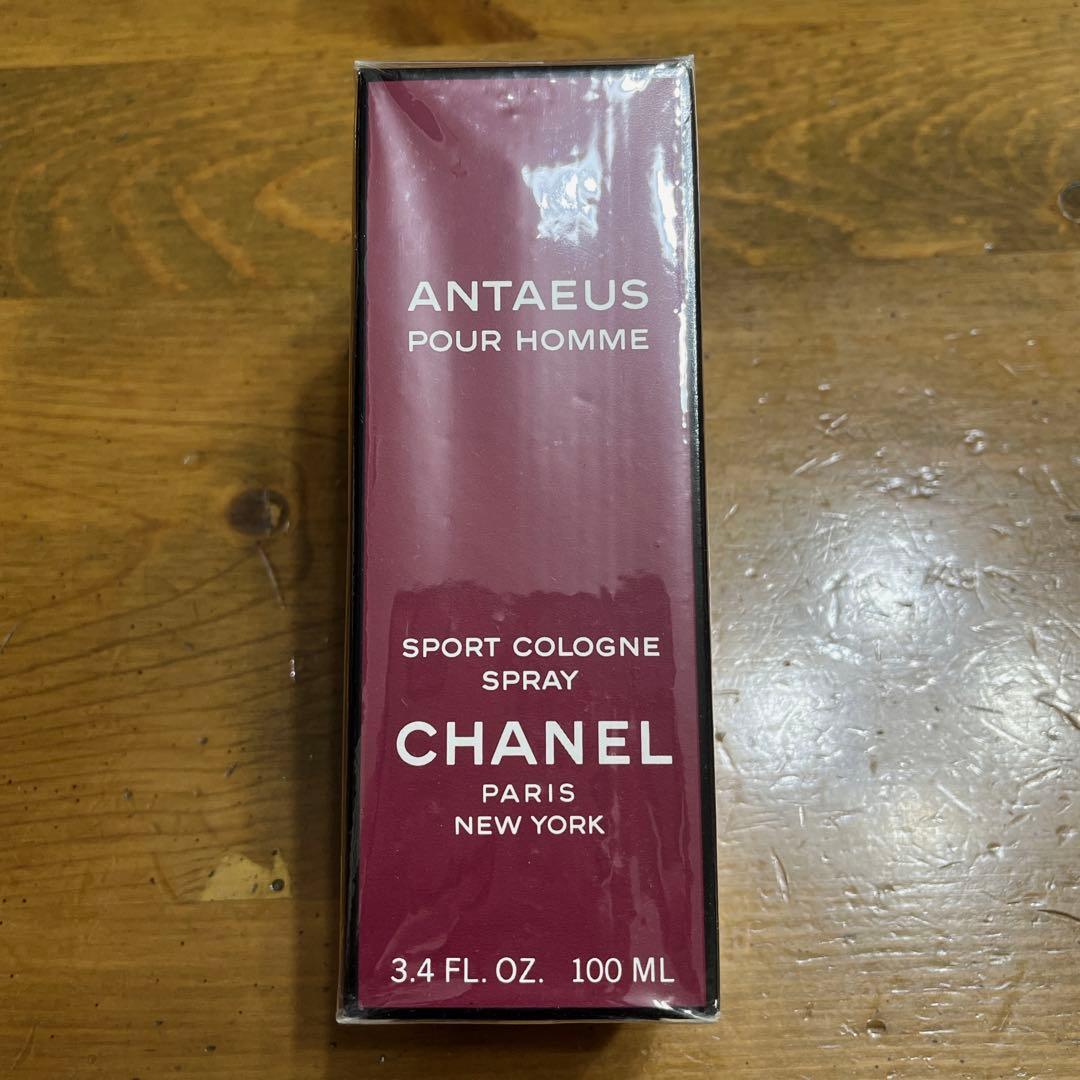 ANTAEUS
POUR HOMME
SPORT COLOGNE
SPRAY
CHANEL
PARIS
NEW YORK
3.4 FL. OZ. 100 ML